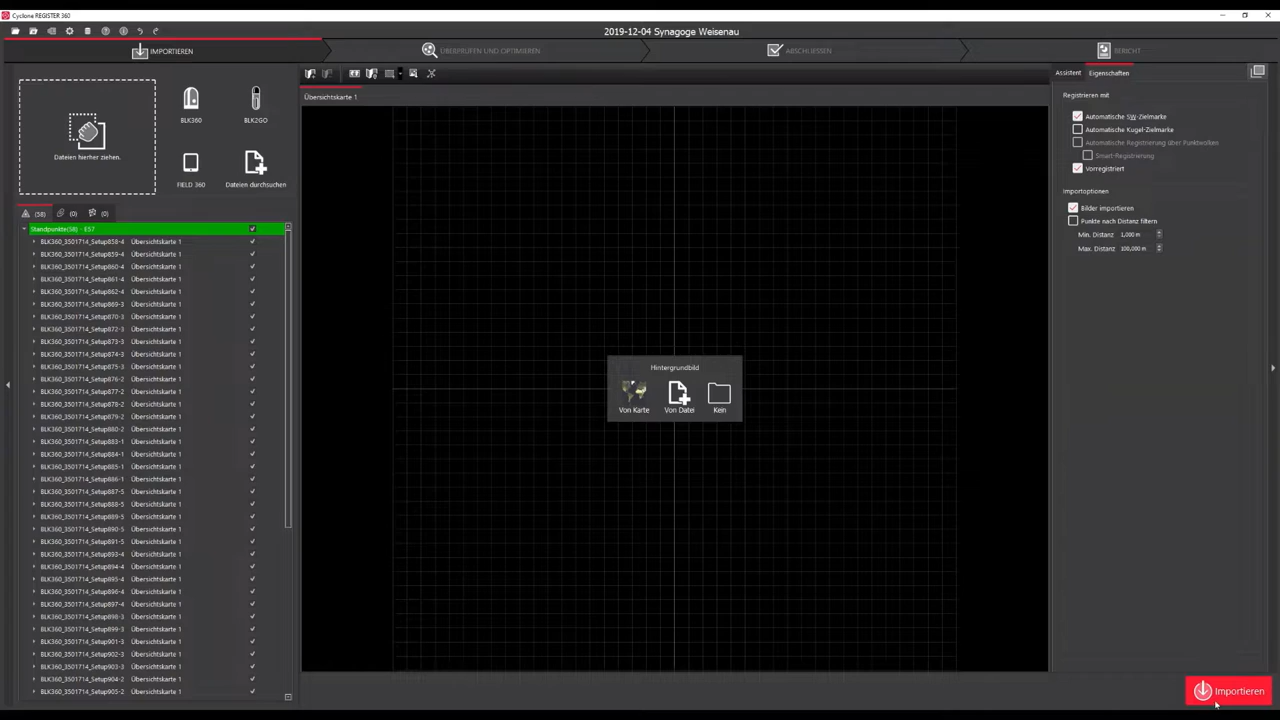 Cyclone REGISTER 360
2019-12-04 Synagoge Weisenau
IMPORTIEREN
ÜBERPRÜFEN UND OPTIMIEREN
ABSCHLIESSEN
BERICHT
Dateien hierher ziehen.
BLK360
BLK2GO
FIELD 360
Dateien durchsuchen
(58) (0) (0)
Standpunkte(58) - E57
BLK360_3501714_Setup858-4 Übersichtskarte 1
BLK360_3501714_Setup859-4 Übersichtskarte 1
BLK360_3501714_Setup860-4 Übersichtskarte 1
BLK360_3501714_Setup861-4 Übersichtskarte 1
BLK360_3501714_Setup862-4 Übersichtskarte 1
BLK360_3501714_Setup869-3 Übersichtskarte 1
BLK360_3501714_Setup870-3 Übersichtskarte 1
BLK360_3501714_Setup872-3 Übersichtskarte 1
BLK360_3501714_Setup873-3 Übersichtskarte 1
BLK360_3501714_Setup874-3 Übersichtskarte 1
BLK360_3501714_Setup875-3 Übersichtskarte 1
BLK360_3501714_Setup876-2 Übersichtskarte 1
BLK360_3501714_Setup877-2 Übersichtskarte 1
BLK360_3501714_Setup878-2 Übersichtskarte 1
BLK360_3501714_Setup879-2 Übersichtskarte 1
BLK360_3501714_Setup880-2 Übersichtskarte 1
BLK360_3501714_Setup883-1 Übersichtskarte 1
BLK360_3501714_Setup884-1 Übersichtskarte 1
BLK360_3501714_Setup885-1 Übersichtskarte 1
BLK360_3501714_Setup886-1 Übersichtskarte 1
BLK360_3501714_Setup887-5 Übersichtskarte 1
BLK360_3501714_Setup888-5 Übersichtskarte 1
BLK360_3501714_Setup889-5 Übersichtskarte 1
BLK360_3501714_Setup890-5 Übersichtskarte 1
BLK360_3501714_Setup891-5 Übersichtskarte 1
BLK360_3501714_Setup893-4 Übersichtskarte 1
BLK360_3501714_Setup894-4 Übersichtskarte 1
BLK360_3501714_Setup895-4 Übersichtskarte 1
BLK360_3501714_Setup896-4 Übersichtskarte 1
BLK360_3501714_Setup897-4 Übersichtskarte 1
BLK360_3501714_Setup898-3 Übersichtskarte 1
BLK360_3501714_Setup899-3 Übersichtskarte 1
BLK360_3501714_Setup901-3 Übersichtskarte 1
BLK360_3501714_Setup902-3 Übersichtskarte 1
BLK360_3501714_Setup903-3 Übersichtskarte 1
BLK360_3501714_Setup904-2 Übersichtskarte 1
BLK360_3501714_Setup905-2 Übersichtskarte 1
Übersichtskarte 1
Hintergrundbild
Von Karte Von Datei Kein
Assistent Eigenschaften
Registrieren mit
Automatische SW-Zielmarke
Automatische Kugel-Zielmarke
Automatische Registrierung über Punktwolken
Smart-Registrierung
Vorregistriert
Importoptionen
Bilder importieren
Punkte nach Distanz filtern
Min. Distanz 1,000 m
Max. Distanz 100,000 m
Importieren